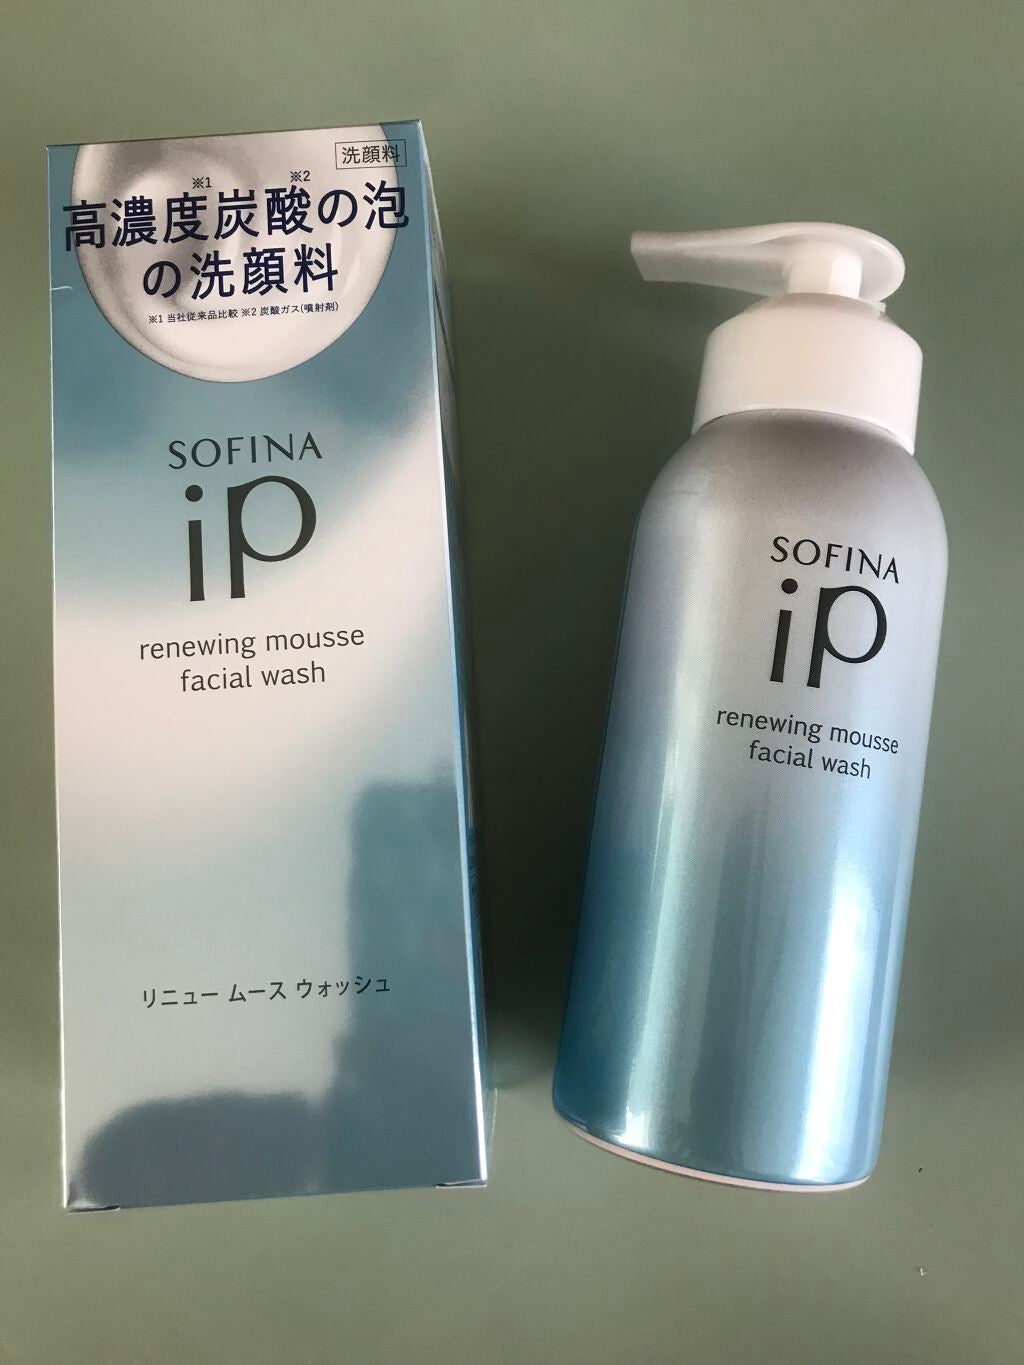 洗顔料
※1 ※2
高濃度炭酸の泡
の洗顔料
※1 当社従来品比較 ※2 炭酸ガス(噴射剤)
SOFINA
iP
renewing mousse
facial wash
リニュー ムース ウォッシュ
SOFINA
iP
renewing mousse
facial wash